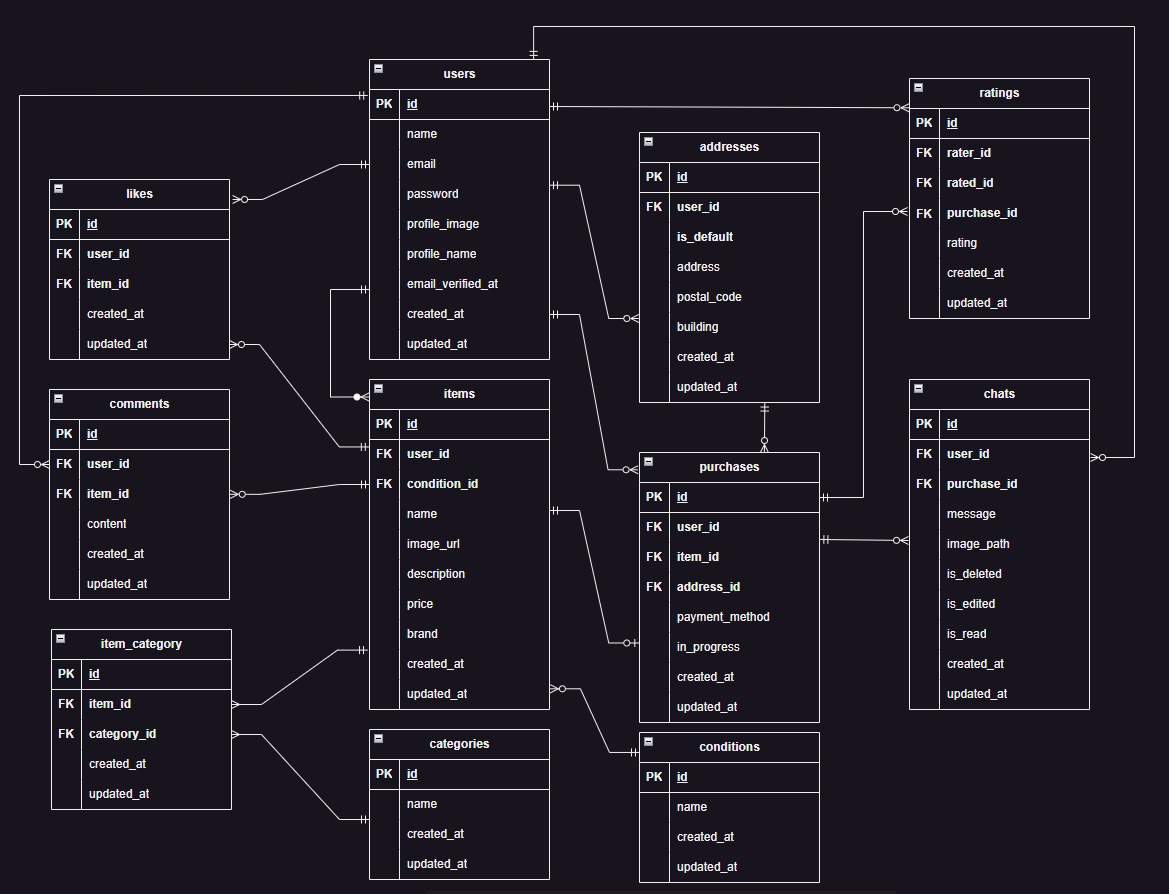 users
PK id
name
email
password
profile_image
profile_name
email_verified_at
created_at
updated_at
ratings
PK id
FK rater_id
FK rated_id
FK purchase_id
rating
created_at
updated_at
addresses
PK id
FK user_id
is_default
address
postal_code
building
created_at
updated_at
likes
PK id
FK user_id
FK item_id
created_at
updated_at
comments
PK id
FK user_id
FK item_id
content
created_at
updated_at
items
PK id
FK user_id
FK condition_id
name
image_url
description
price
brand
created_at
updated_at
purchases
PK id
FK user_id
FK item_id
FK address_id
payment_method
in_progress
created_at
updated_at
chats
PK id
FK user_id
FK purchase_id
message
image_path
is_deleted
is_edited
is_read
created_at
updated_at
item_category
PK id
FK item_id
FK category_id
created_at
updated_at
categories
PK id
name
created_at
updated_at
conditions
PK id
name
created_at
updated_at